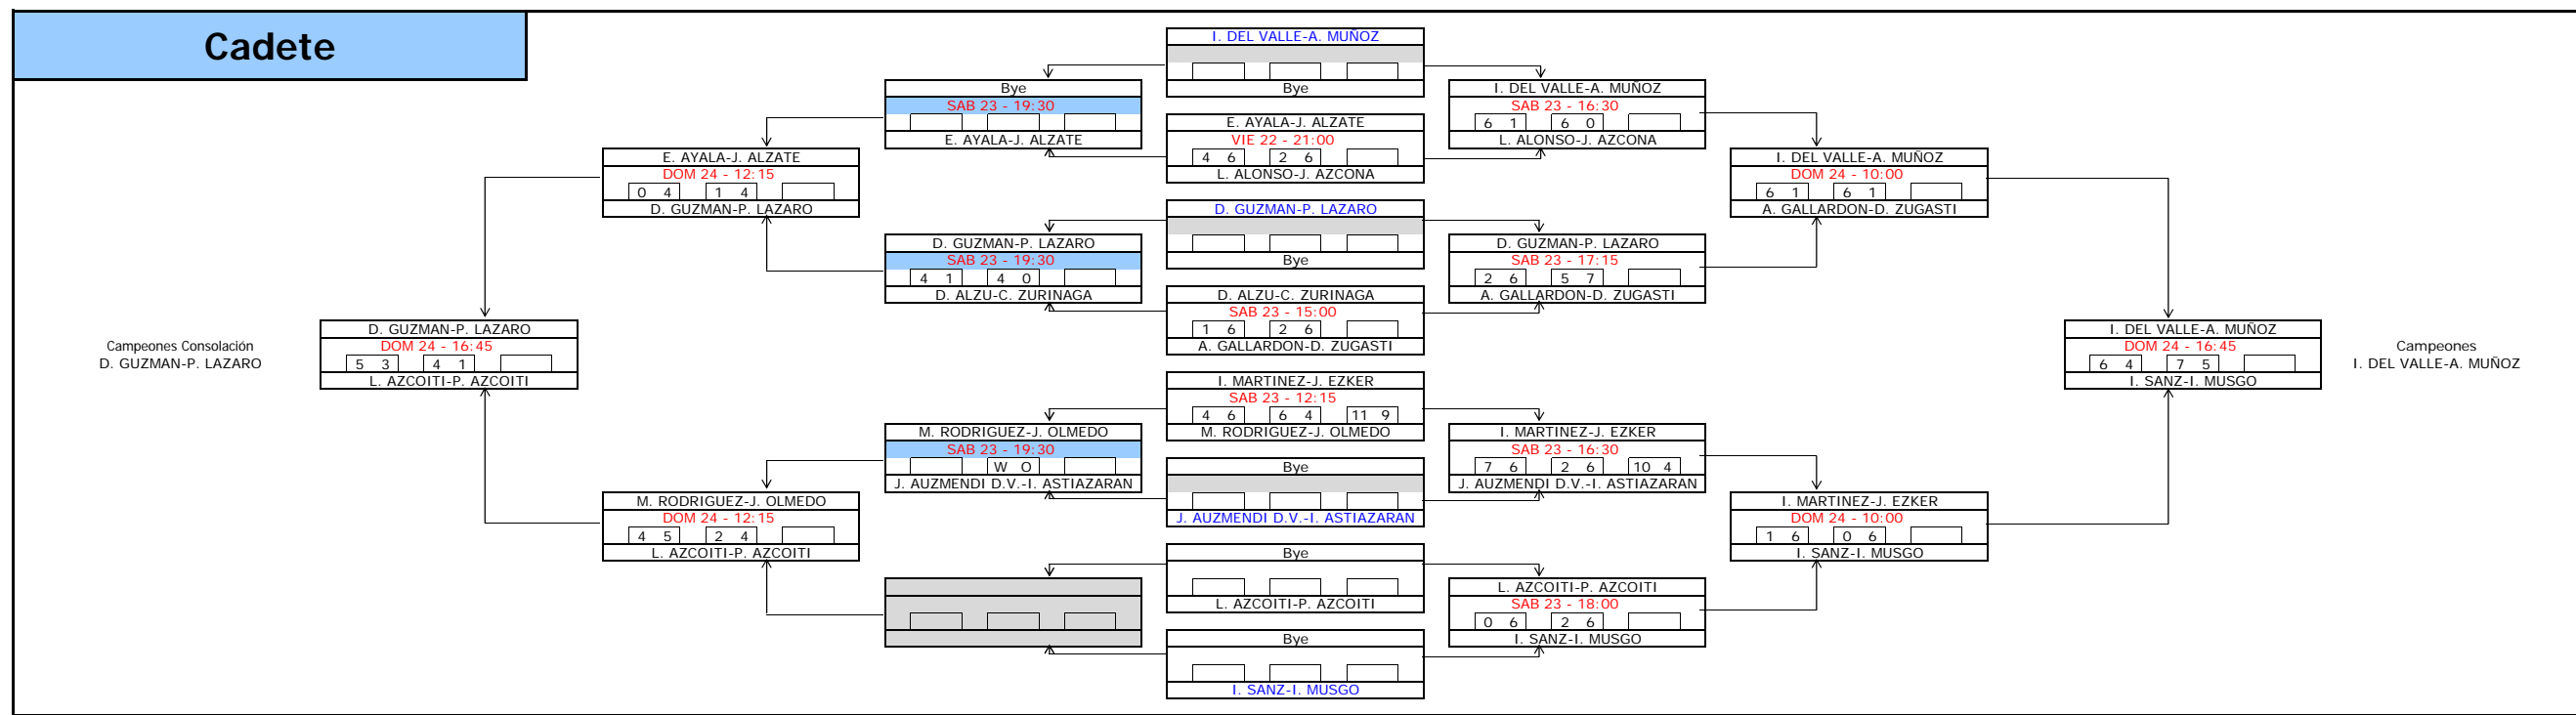 Cadete
Campeones Consolación
D. GUZMAN-P. LAZARO
D. GUZMAN-P. LAZARO
DOM 24 - 16:45
5 3 4 1
L. AZCOITI-P. AZCOITI
E. AYALA-J. ALZATE
DOM 24 - 12:15
0 4 1 4
D. GUZMAN-P. LAZARO
M. RODRIGUEZ-J. OLMEDO
DOM 24 - 12:15
4 5 2 4
L. AZCOITI-P. AZCOITI
Bye
SAB 23 - 19:30
E. AYALA-J. ALZATE
D. GUZMAN-P. LAZARO
SAB 23 - 19:30
4 1 4 0
D. ALZU-C. ZURINAGA
M. RODRIGUEZ-J. OLMEDO
SAB 23 - 19:30
W O
J. AUZMENDI D.V.-I. ASTIAZARAN
I. DEL VALLE-A. MUÑOZ
Bye
E. AYALA-J. ALZATE
VIE 22 - 21:00
4 6 2 6
L. ALONSO-J. AZCONA
D. GUZMAN-P. LAZARO
Bye
D. ALZU-C. ZURINAGA
SAB 23 - 15:00
1 6 2 6
A. GALLARDON-D. ZUGASTI
I. MARTINEZ-J. EZKER
SAB 23 - 12:15
4 6 6 4 11 9
M. RODRIGUEZ-J. OLMEDO
Bye
J. AUZMENDI D.V.-I. ASTIAZARAN
Bye
L. AZCOITI-P. AZCOITI
Bye
I. SANZ-I. MUSGO
I. DEL VALLE-A. MUÑOZ
SAB 23 - 16:30
6 1 6 0
L. ALONSO-J. AZCONA
D. GUZMAN-P. LAZARO
SAB 23 - 17:15
2 6 5 7
A. GALLARDON-D. ZUGASTI
I. MARTINEZ-J. EZKER
SAB 23 - 16:30
7 6 2 6 10 4
J. AUZMENDI D.V.-I. ASTIAZARAN
L. AZCOITI-P. AZCOITI
SAB 23 - 18:00
0 6 2 6
I. SANZ-I. MUSGO
I. DEL VALLE-A. MUÑOZ
DOM 24 - 10:00
6 1 6 1
A. GALLARDON-D. ZUGASTI
I. MARTINEZ-J. EZKER
DOM 24 - 10:00
1 6 0 6
I. SANZ-I. MUSGO
I. DEL VALLE-A. MUÑOZ
DOM 24 - 16:45
6 4 7 5
I. SANZ-I. MUSGO
Campeones
I. DEL VALLE-A. MUÑOZ